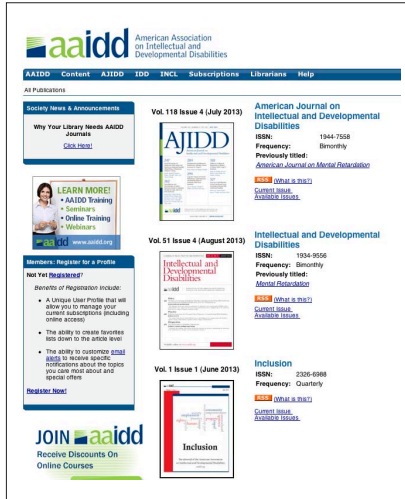 aaidd
American Association
on Intellectual and
Developmental Disabilities
AAIDD Content AJIDD IDD INCL Subscriptions Librarians Help
All Publications
Society News & Announcements
Why Your Library Needs AAIDD
Journals
Click Here!
LEARN MORE!
• AAIDD Training
• Seminars
• Online Training
• Webinars
aaidd www.aaidd.org
Members: Register for a Profile
Not Yet Registered?
Benefits of Registration Include:
• A Unique User Profile that will
allow you to manage your
current subscriptions (including
online access)
• The ability to create favorites
lists down to the article level
• The ability to customize email
alerts to receive specific
notifications about the topics
you care most about and
special offers
Register Now!
JOIN aaidd
Receive Discounts On
Online Courses
Vol. 118 Issue 4 (July 2013)
AJIDD
American Journal on
Intellectual and Developmental
Disabilities
ISSN: 1944-7558
Frequency: Bimonthly
Previously titled:
American Journal on Mental Retardation
RSS (What is this?)
Current Issue
Available Issues
Vol. 51 Issue 4 (August 2013)
Intellectual and
Developmental
Disabilities
Intellectual and Developmental
Disabilities
ISSN: 1934-9556
Frequency: Bimonthly
Previously titled:
Mental Retardation
RSS (What is this?)
Current Issue
Available Issues
Vol. 1 Issue 1 (June 2013)
Inclusion
Inclusion
ISSN: 2326-6988
Frequency: Quarterly
RSS (What is this?)
Current Issue
Available Issues